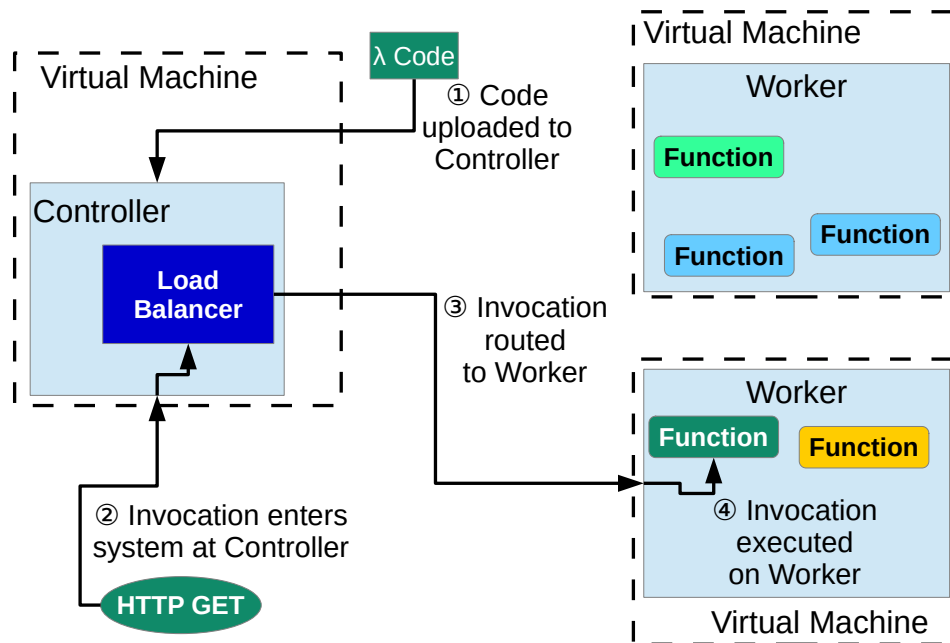 Virtual Machine
λ Code
① Code
uploaded to
Controller
Controller
Load
Balancer
② Invocation enters
system at Controller
HTTP GET
③ Invocation
routed
to Worker
Virtual Machine
Worker
Function
Function
Function
Worker
Function
Function
④ Invocation
executed
on Worker
Virtual Machine